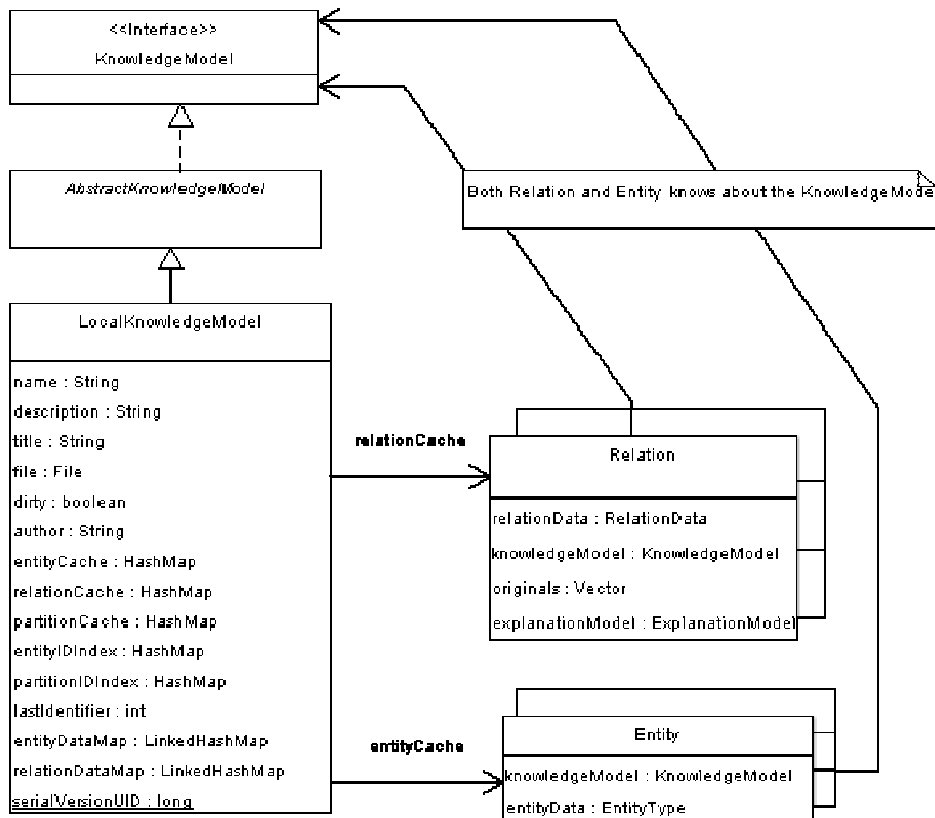 <<Interface>>
KnowledgeModel
AbstractKnowledgeModel
Both Relation and Entity knows about the KnowledgeModel
LocalKnowledgeModel
name : String
description : String
title : String
file : File
dirty : boolean
author : String
entityCache : HashMap
relationCache : HashMap
partitionCache : HashMap
entityIDIndex : HashMap
partitionIDIndex : HashMap
lastIdentifier : int
entityDataMap : LinkedHashMap
relationDataMap : LinkedHashMap
serialVersionUID : long
relationCache
Relation
relationData : RelationData
knowledgeModel : KnowledgeModel
originals : Vector
explanationModel : ExplanationModel
entityCache
Entity
knowledgeModel : KnowledgeModel
entityData : EntityType